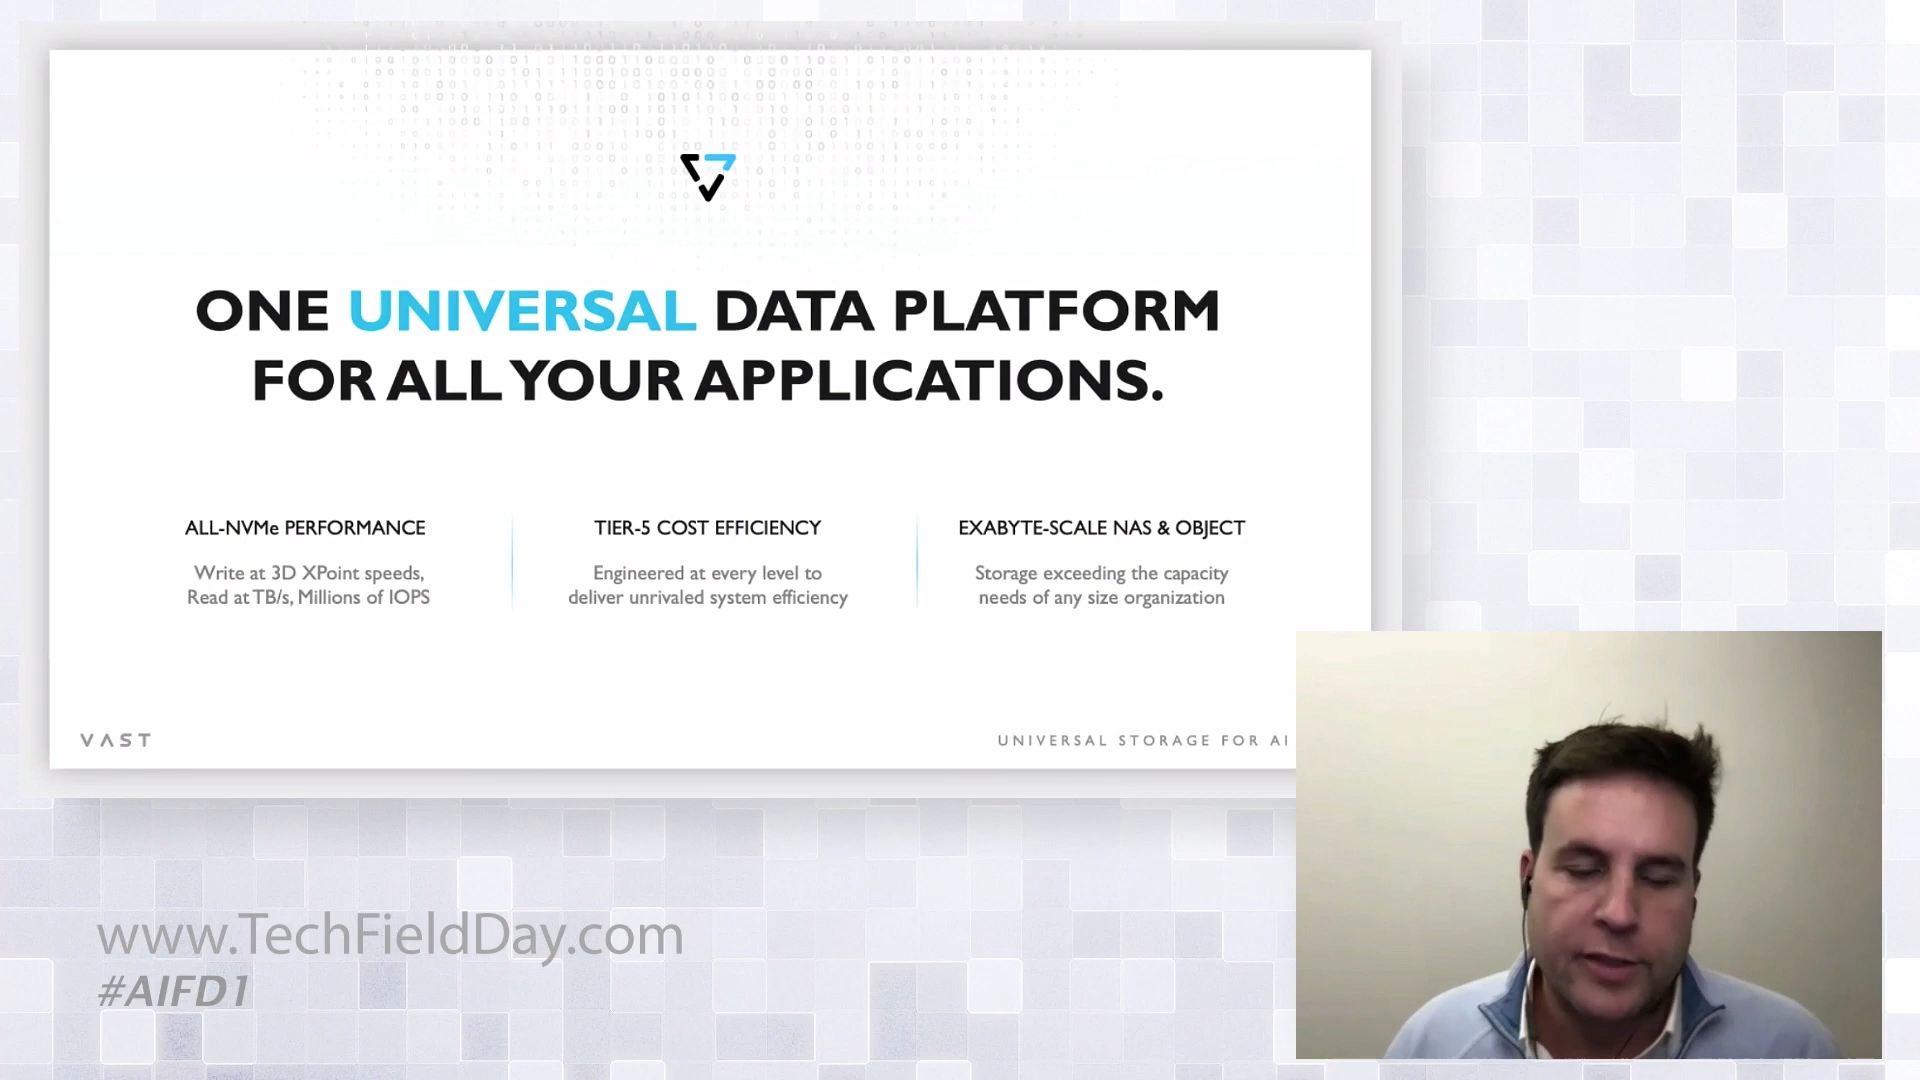 ONE UNIVERSAL DATA PLATFORM
FOR ALL YOUR APPLICATIONS.
ALL-NVMe PERFORMANCE
Write at 3D XPoint speeds,
Read at TB/s, Millions of IOPS
TIER-5 COST EFFICIENCY
Engineered at every level to
deliver unrivaled system efficiency
EXABYTE-SCALE NAS & OBJECT
Storage exceeding the capacity
needs of any size organization
VAST
UNIVERSAL STORAGE FOR AI
www.TechFieldDay.com
#AIFD1